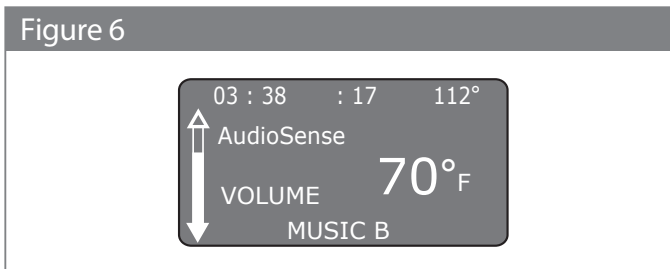 Figure 6
03 : 38 : 17 112°
AudioSense
70°F
VOLUME
MUSIC B